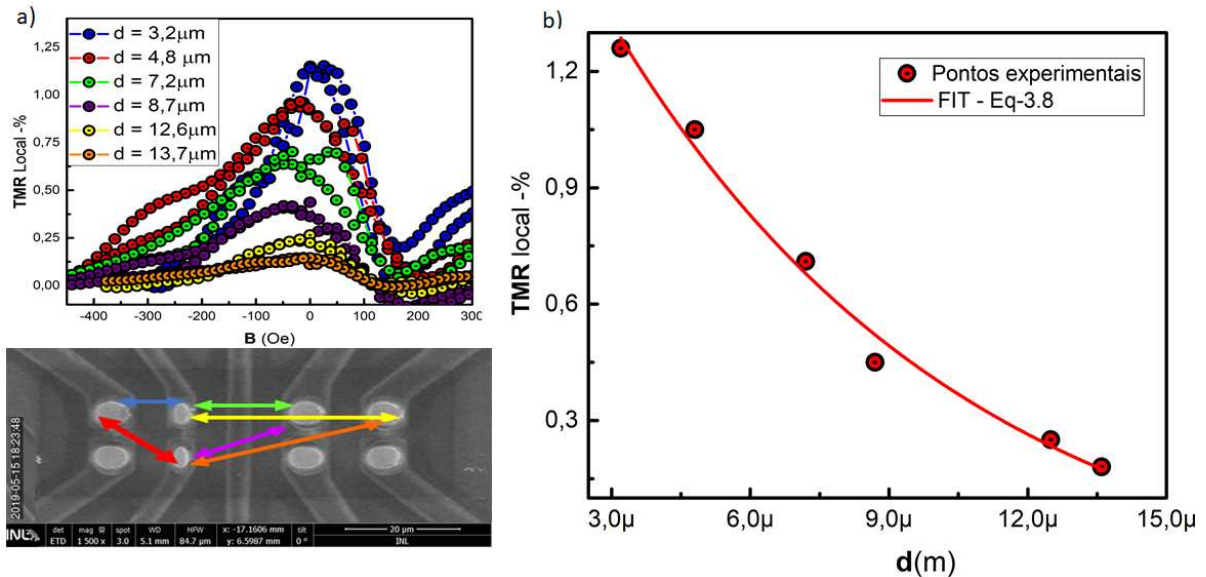 a)
d = 3,2µm
d = 4,8 µm
d = 7,2µm
d = 8,7µm
d = 12,6µm
d = 13,7µm
TMR Local -%
1,25
1,00
0,75
0,50
0,25
0,00
-400 -300 -200 -100 0 100 200 300
B (Oe)
2019-05-15 18:23:48
INL
det mag spot WD HFW x: -17.1606 mm tilt 20 µm
ETD 1 500 x 3.0 5.1 mm 84.7 µm y: 6.5987 mm 0 ° INL
b)
Pontos experimentais
FIT - Eq-3.8
TMR local -%
1,2
0,9
0,6
0,3
3,0µ 6,0µ 9,0µ 12,0µ 15,0µ
d(m)